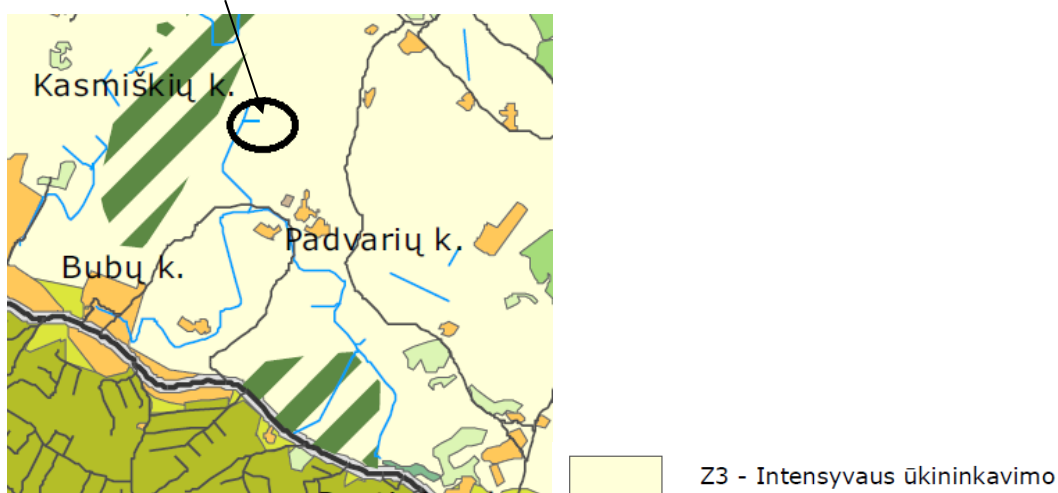 Kasmiškių k.
Padvarių k.
Bubų k.
Z3 - Intensyvaus ūkininkavimo